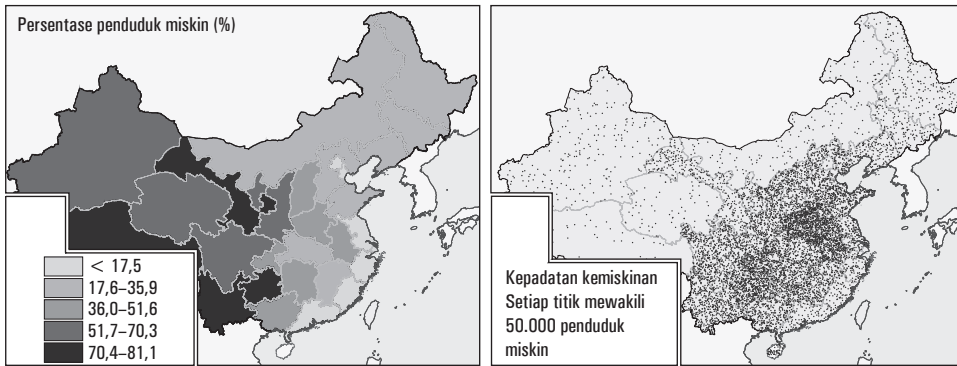 Persentase penduduk miskin (%)
< 17,5
17,6–35,9
36,0–51,6
51,7–70,3
70,4–81,1
Kepadatan kemiskinan
Setiap titik mewakili
50.000 penduduk
miskin